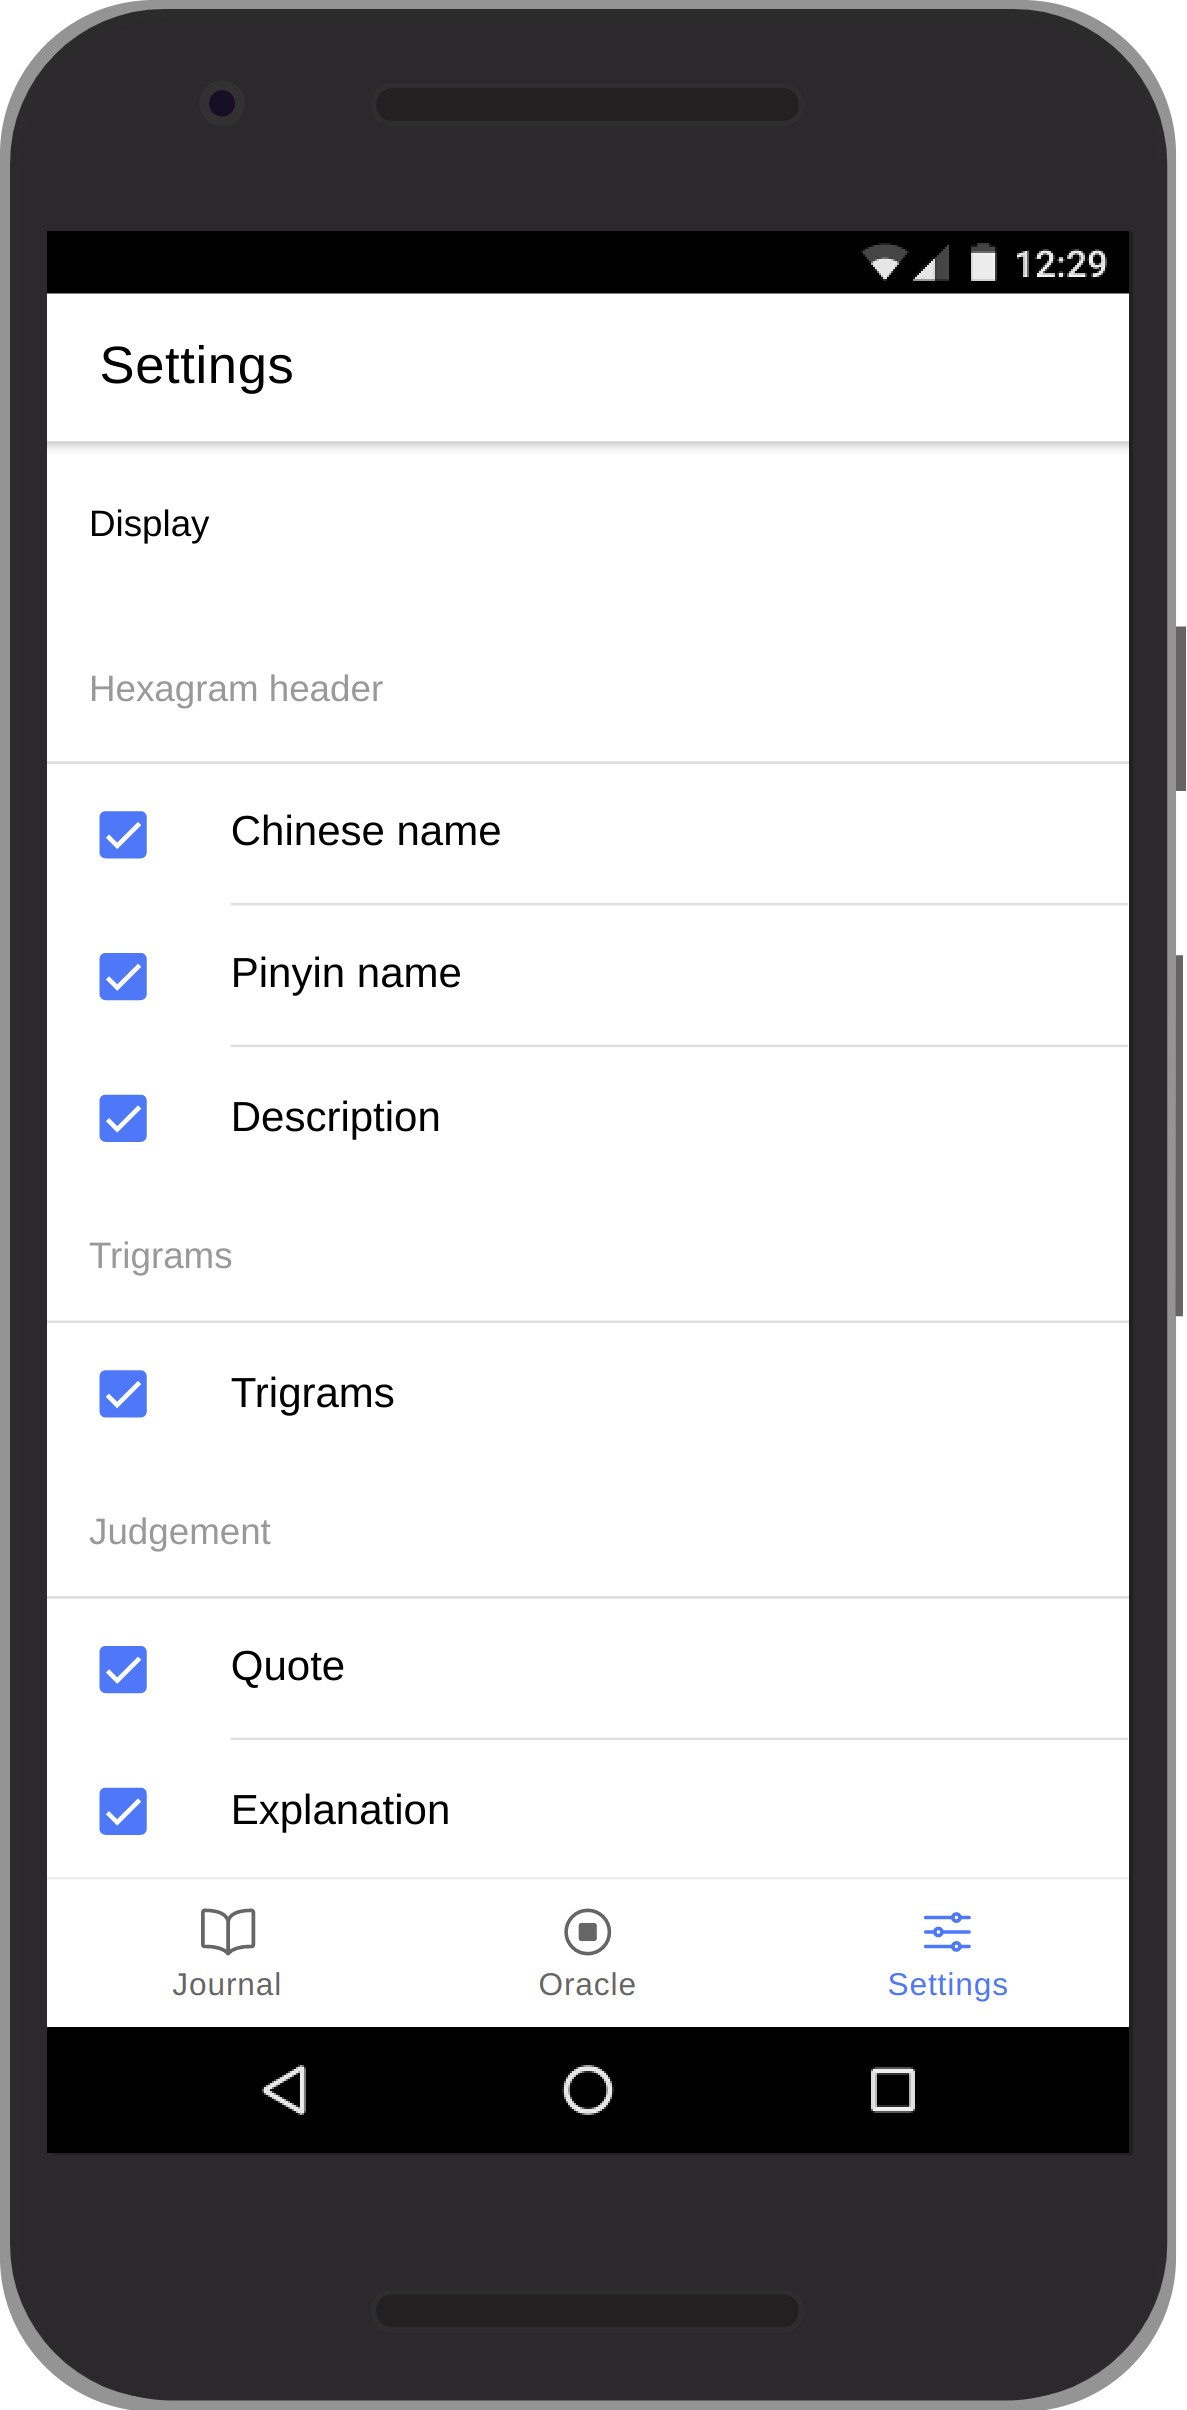 12:29
Settings
Display
Hexagram header
Chinese name
Pinyin name
Description
Trigrams
Trigrams
Judgement
Quote
Explanation
Journal
Oracle
Settings